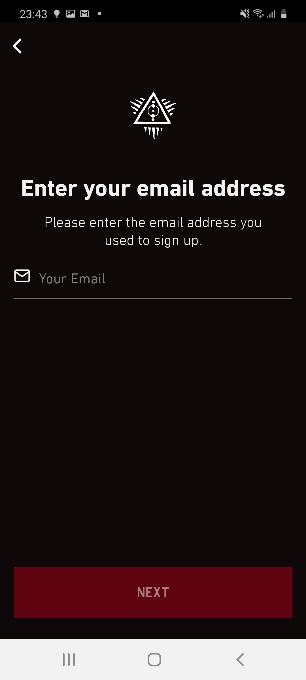 23:43
Enter your email address
Please enter the email address you
used to sign up.
Your Email
NEXT